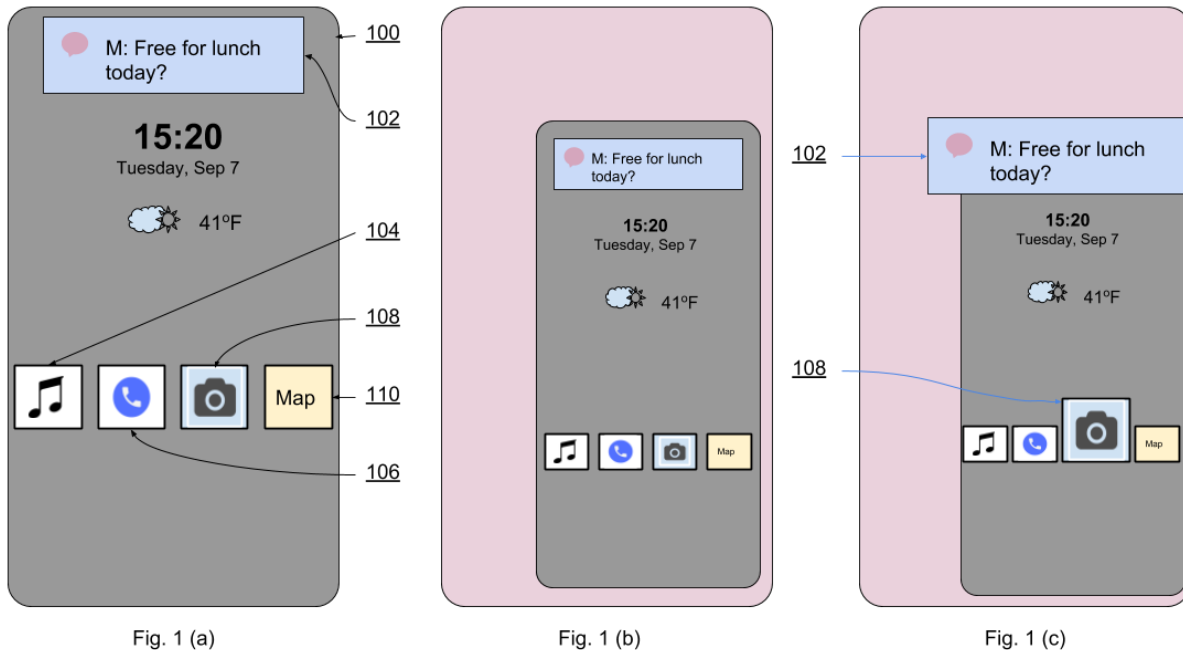 M: Free for lunch
today?
15:20
Tuesday, Sep 7
41°F
Map
100
102
104
108
110
106
Fig. 1 (a)
M: Free for lunch
today?
15:20
Tuesday, Sep 7
41°F
Map
Fig. 1 (b)
102
M: Free for lunch
today?
15:20
Tuesday, Sep 7
41°F
108
Map
Fig. 1 (c)